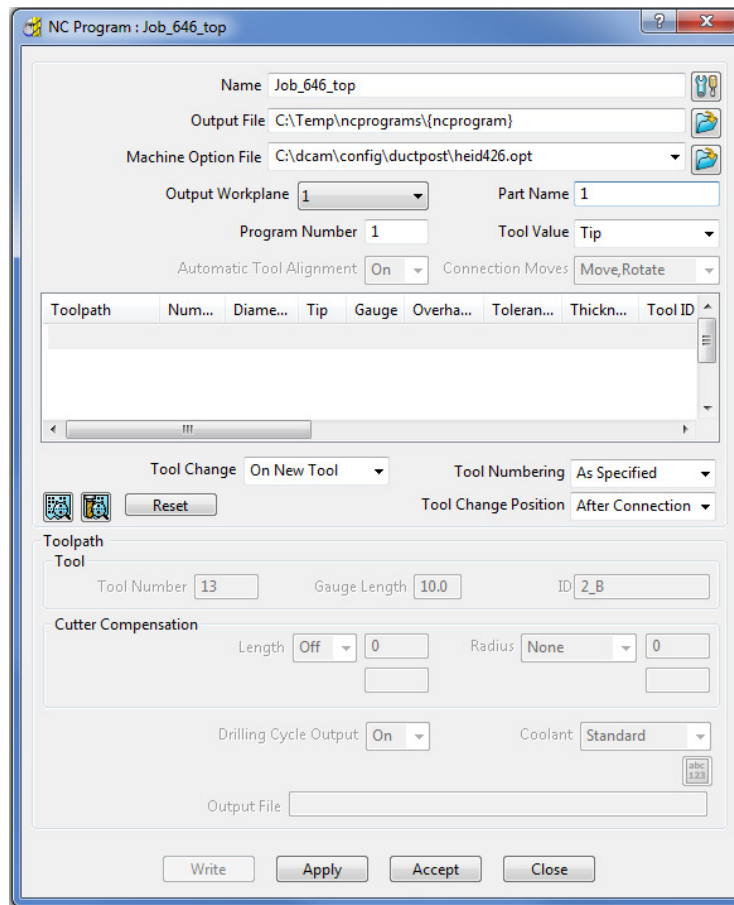 NC Program : Job_646_top
Name Job_646_top
Output File C:\Temp\ncprograms\{ncprogram}
Machine Option File C:\dcam\config\ductpost\heid426.opt
Output Workplane 1 Part Name 1
Program Number 1 Tool Value Tip
Automatic Tool Alignment On Connection Moves Move,Rotate
Toolpath Num... Diame... Tip Gauge Overha... Toleran... Thickn... Tool ID
Tool Change On New Tool Tool Numbering As Specified
Reset Tool Change Position After Connection
Toolpath
Tool
Tool Number 13 Gauge Length 10.0 ID 2_B
Cutter Compensation
Length Off 0 Radius None 0
Drilling Cycle Output On Coolant Standard
abc
123
Output File
Write Apply Accept Close